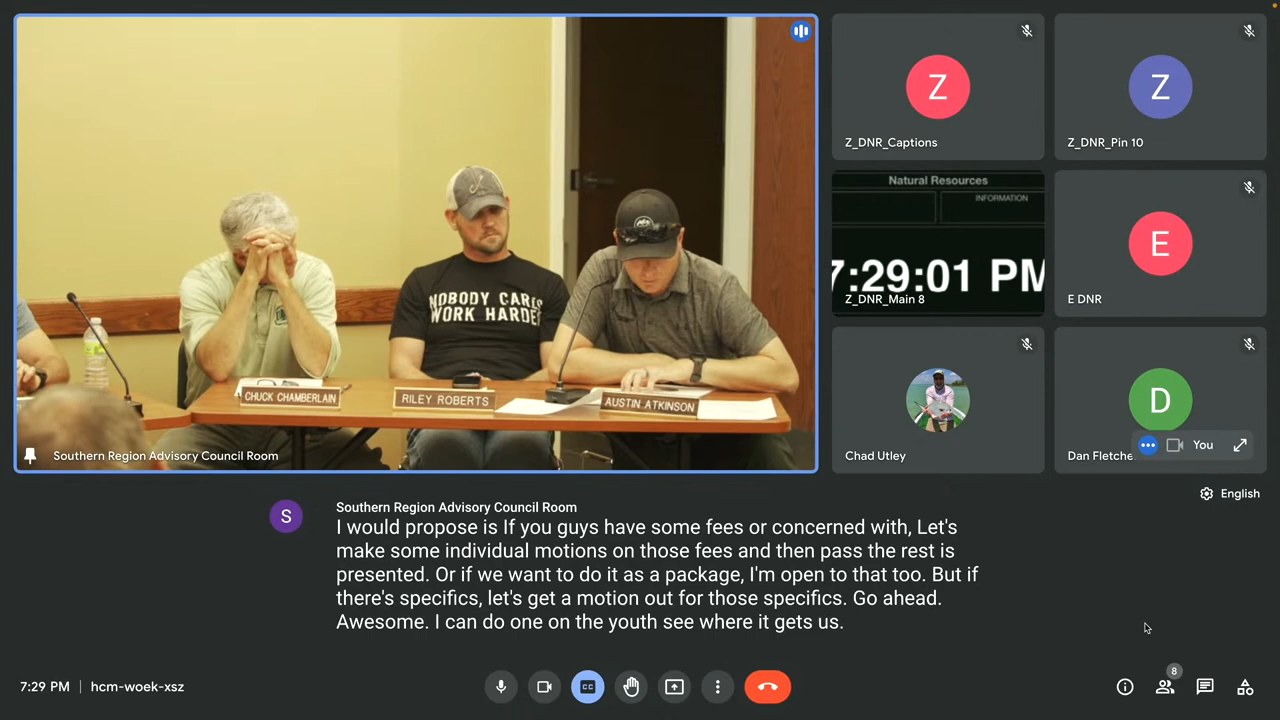 NOBODY CARES
WORK HARDER
CHUCK CHAMBERLAIN
RILEY ROBERTS
AUSTIN ATKINSON
Southern Region Advisory Council Room
Z
Z_DNR_Captions
Z
Z_DNR_Pin 10
Natural Resources
INFORMATION
7:29:01 PM
Z_DNR_Main 8
E
E DNR
Chad Utley
D
Dan Fletche
You
English
S
Southern Region Advisory Council Room
I would propose is If you guys have some fees or concerned with, Let's
make some individual motions on those fees and then pass the rest is
presented. Or if we want to do it as a package, I'm open to that too. But if
there's specifics, let's get a motion out for those specifics. Go ahead.
Awesome. I can do one on the youth see where it gets us.
7:29 PM | hcm-woek-xsz
CC
8